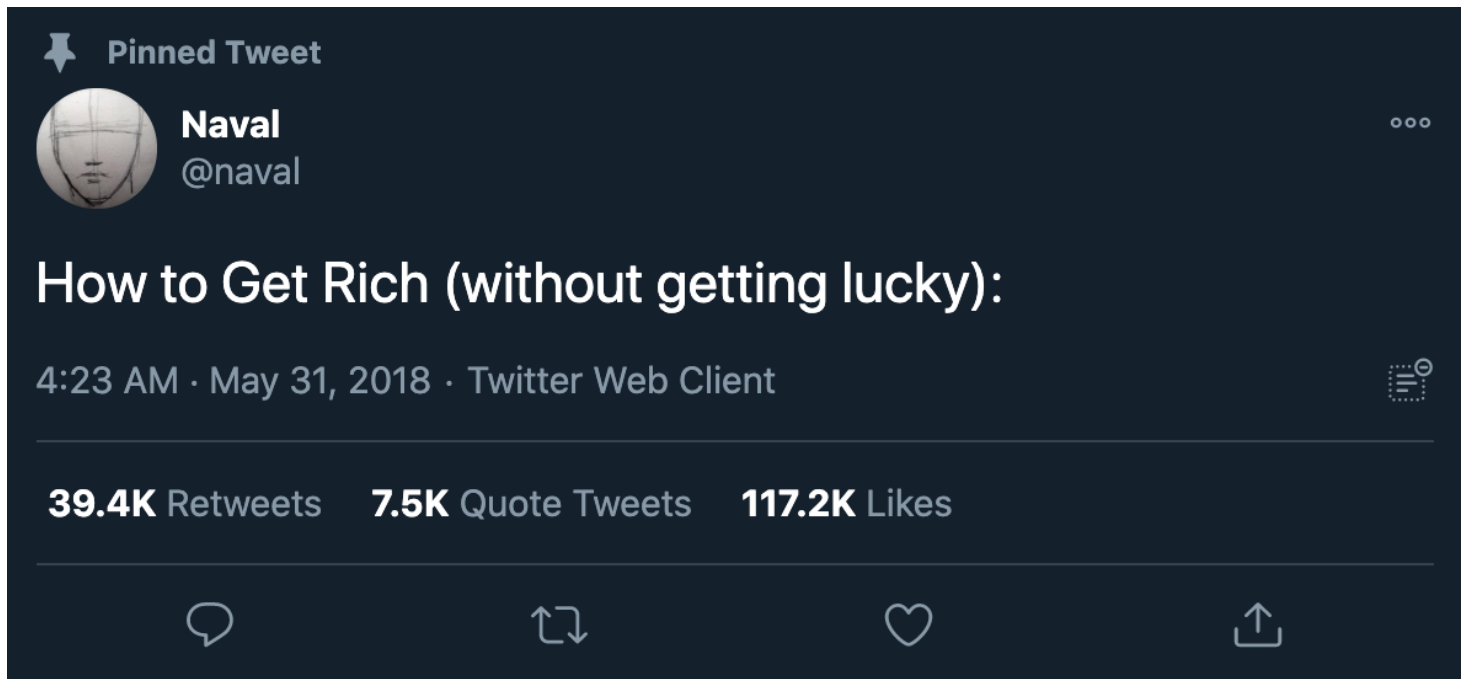 Pinned Tweet
Naval
@naval
How to Get Rich (without getting lucky):
4:23 AM · May 31, 2018 · Twitter Web Client
39.4K Retweets 7.5K Quote Tweets 117.2K Likes